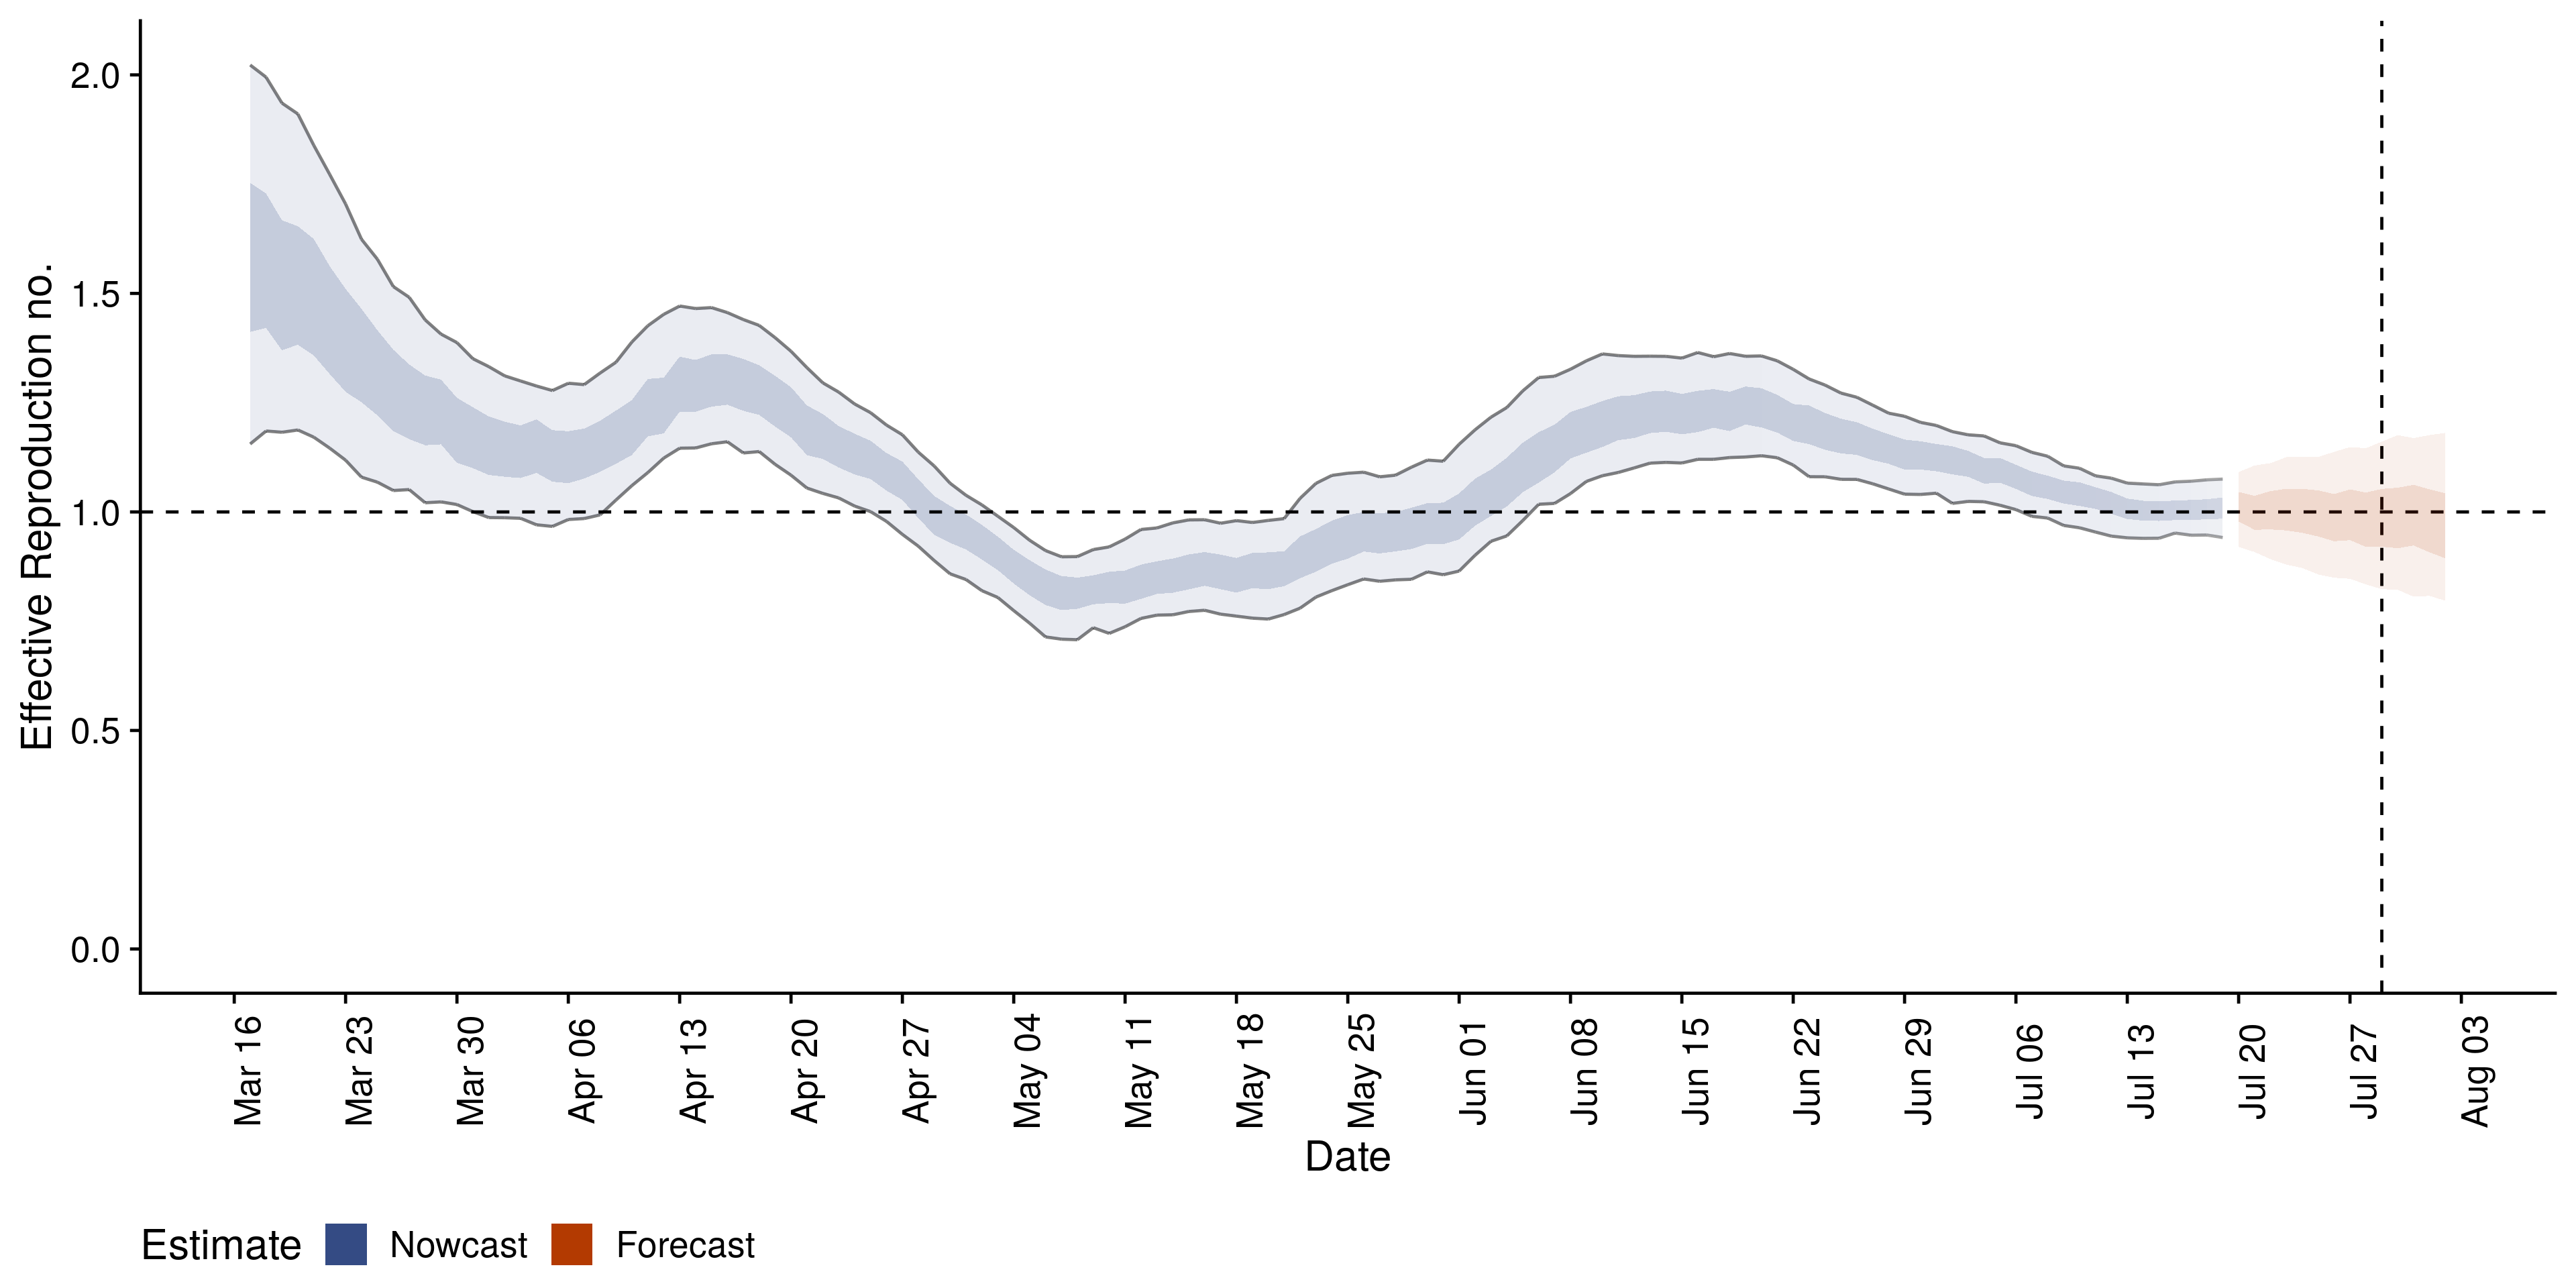 Effective Reproduction no.
2.0
1.5
1.0
0.5
0.0
Mar 16
Mar 23
Mar 30
Apr 06
Apr 13
Apr 20
Apr 27
May 04
May 11
May 18
May 25
Jun 01
Jun 08
Jun 15
Jun 22
Jun 29
Jul 06
Jul 13
Jul 20
Jul 27
Aug 03
Date
Estimate Nowcast Forecast